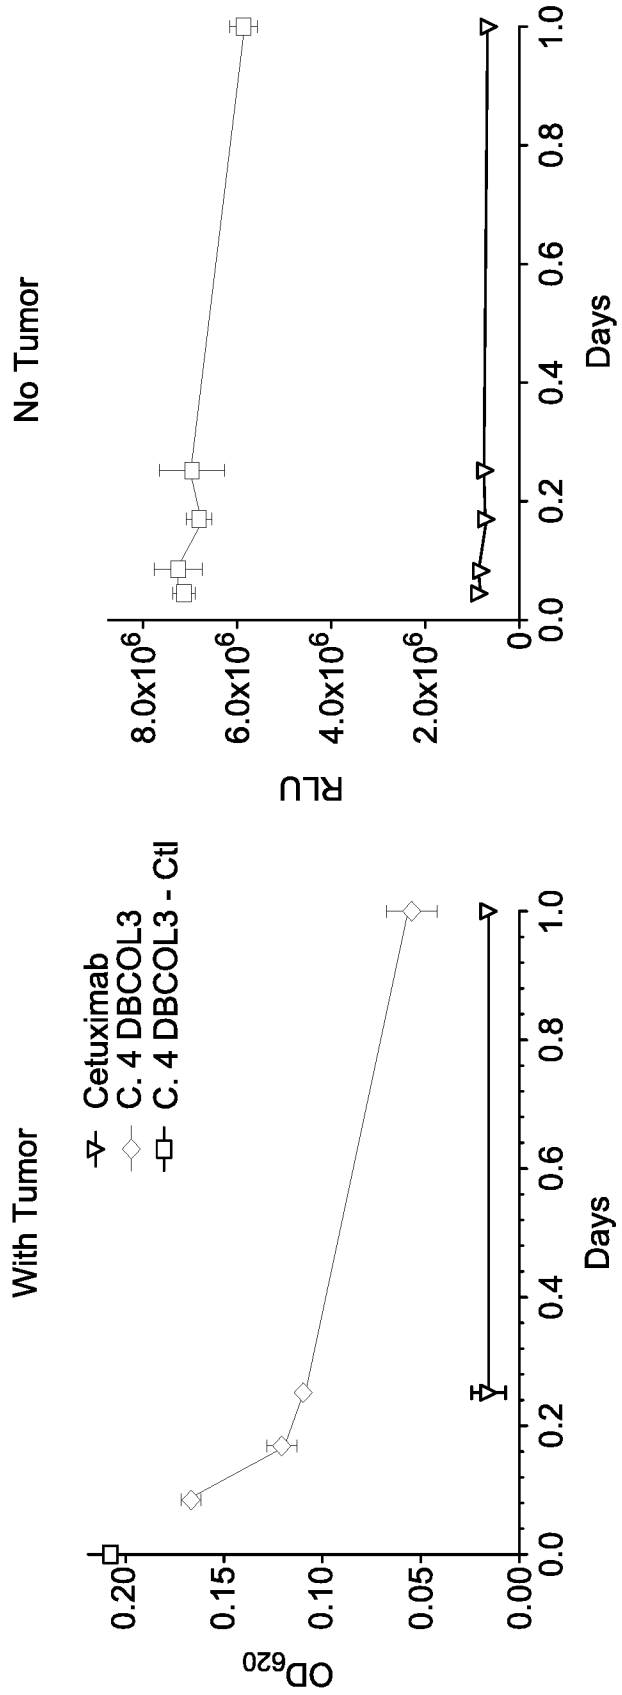 With Tumor
Cetuximab
C. 4 DBCOL3
C. 4 DBCOL3 - Ctl
OD620
0.20
0.15
0.10
0.05
0.00
0.0 0.2 0.4 0.6 0.8 1.0
Days
No Tumor
RLU
8.0x10⁶
6.0x10⁶
4.0x10⁶
2.0x10⁶
0
0.0 0.2 0.4 0.6 0.8 1.0
Days